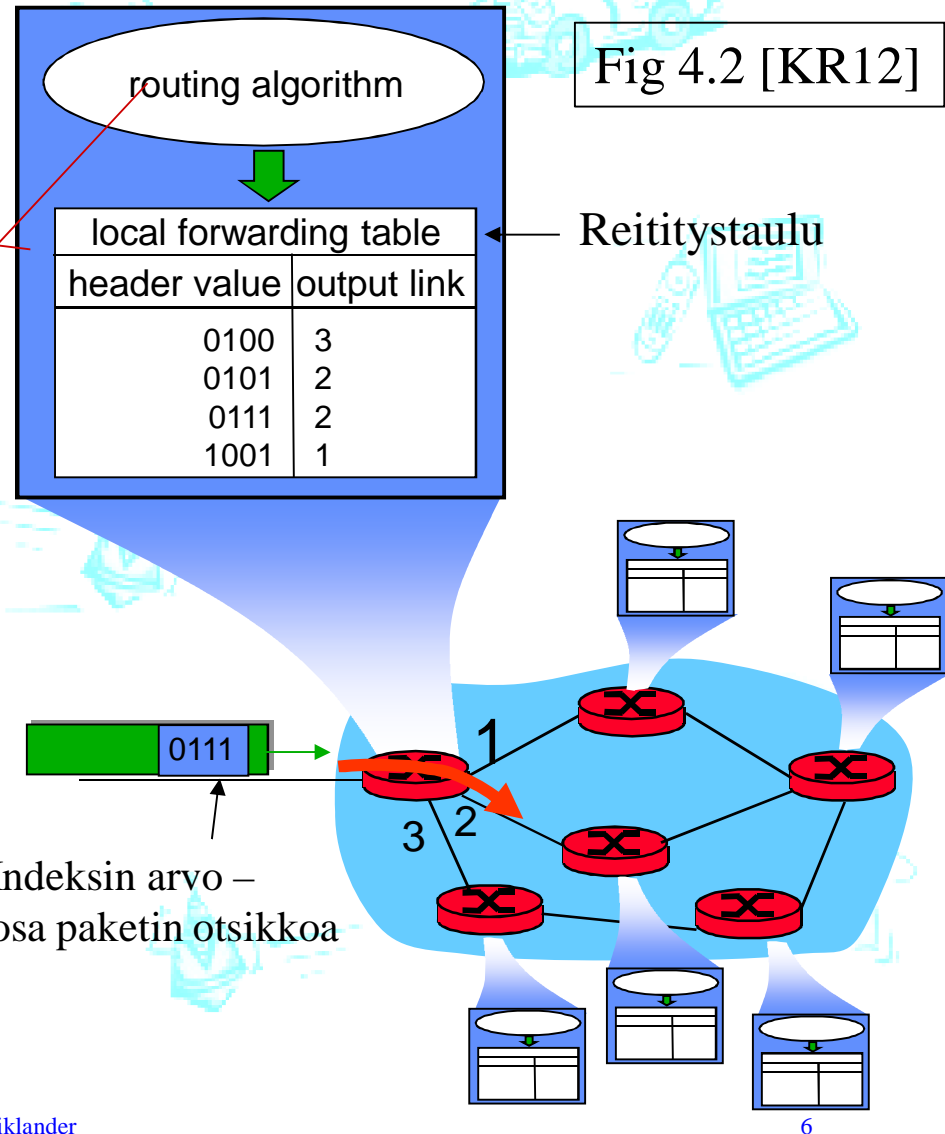 routing algorithm
Fig 4.2 [KR12]
local forwarding table
Reititystaulu
header value output link
0100 3
0101 2
0111 2
1001 1
0111
1
2
3
Indeksin arvo –
osa paketin otsikkoa
iklander
6